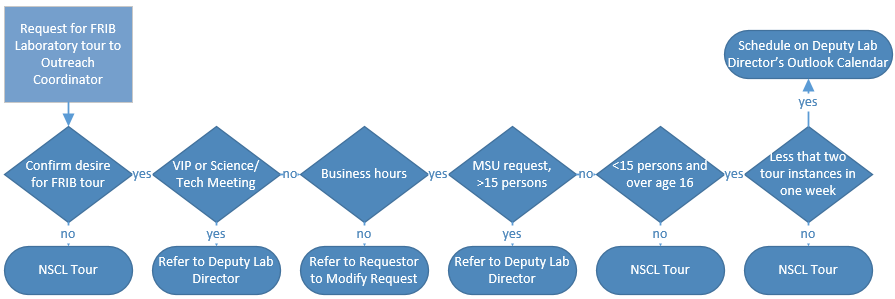 Request for FRIB
Laboratory tour to
Outreach
Coordinator
Schedule on Deputy Lab
Director's Outlook Calendar
yes
Confirm desire
for FRIB tour
yes
VIP or Science/
Tech Meeting
no
Business hours
yes
MSU request,
>15 persons
no
<15 persons and
over age 16
yes
Less that two
tour instances in
one week
no
yes
no
yes
no
no
NSCL Tour
Refer to Deputy Lab
Director
Refer to Requestor
to Modify Request
Refer to Deputy Lab
Director
NSCL Tour
NSCL Tour